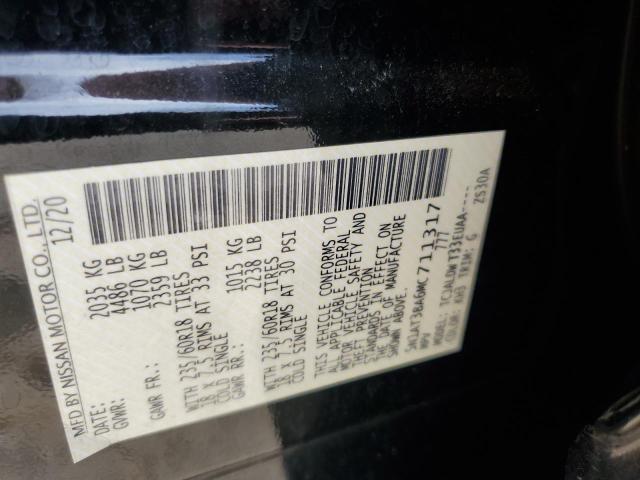 MFD BY NISSAN MOTOR CO., LTD.
DATE: 12/20
GVWR: 2035 KG
4486 LB
GAWR FR.: 1070 KG
2359 LB
WITH 235/60R18 TIRES
18 X 7.5 RIMS AT 33 PSI
COLD SINGLE
GAWR RR: 1015 KG
2238 LB
WITH 235/60R18 TIRES
18 X 7.5 RIMS AT 30 PSI
COLD SINGLE
THIS VEHICLE CONFORMS TO
ALL APPLICABLE FEDERAL
MOTOR VEHICLE SAFETY AND
THEFT PREVENTION
STANDARDS IN EFFECT ON
THE DATE OF MANUFACTURE
SHOWN ABOVE.
5N1AT3BA6MC711317
MPV 777
MODEL: TCJALDWT33EUAA----
COLOR: KH3 TRIM: G ZS30A